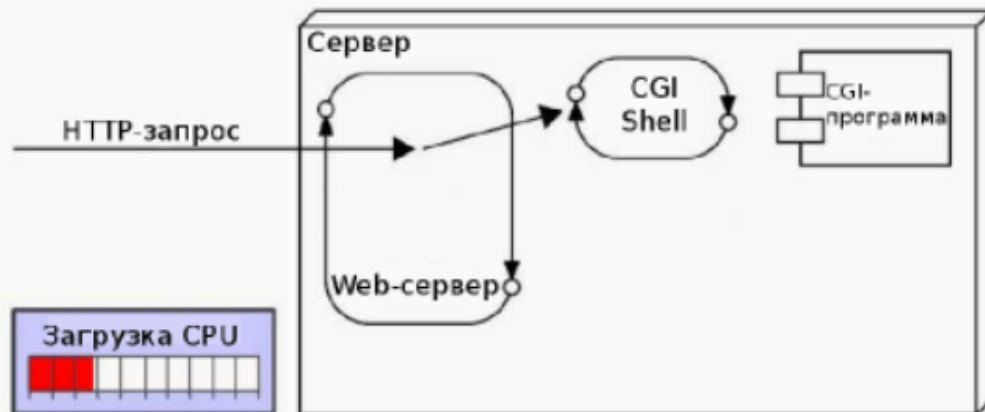 Сервер
CGI
Shell
CGI-
программа
HTTP-запрос
Web-сервер
Загрузка CPU